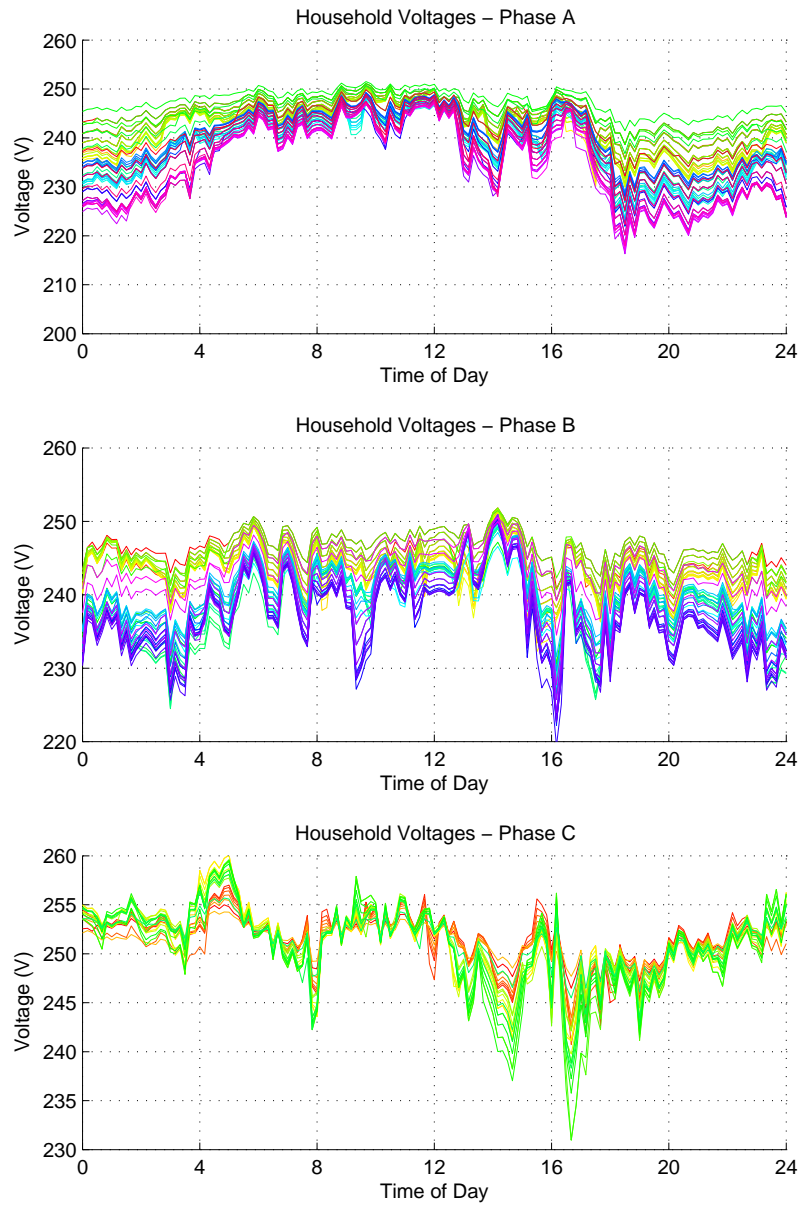 Household Voltages − Phase A
260
250
240
230
220
210
200
Voltage (V)
0 4 8 12 16 20 24
Time of Day
Household Voltages − Phase B
260
250
240
230
220
Voltage (V)
0 4 8 12 16 20 24
Time of Day
Household Voltages − Phase C
260
255
250
245
240
235
230
Voltage (V)
0 4 8 12 16 20 24
Time of Day